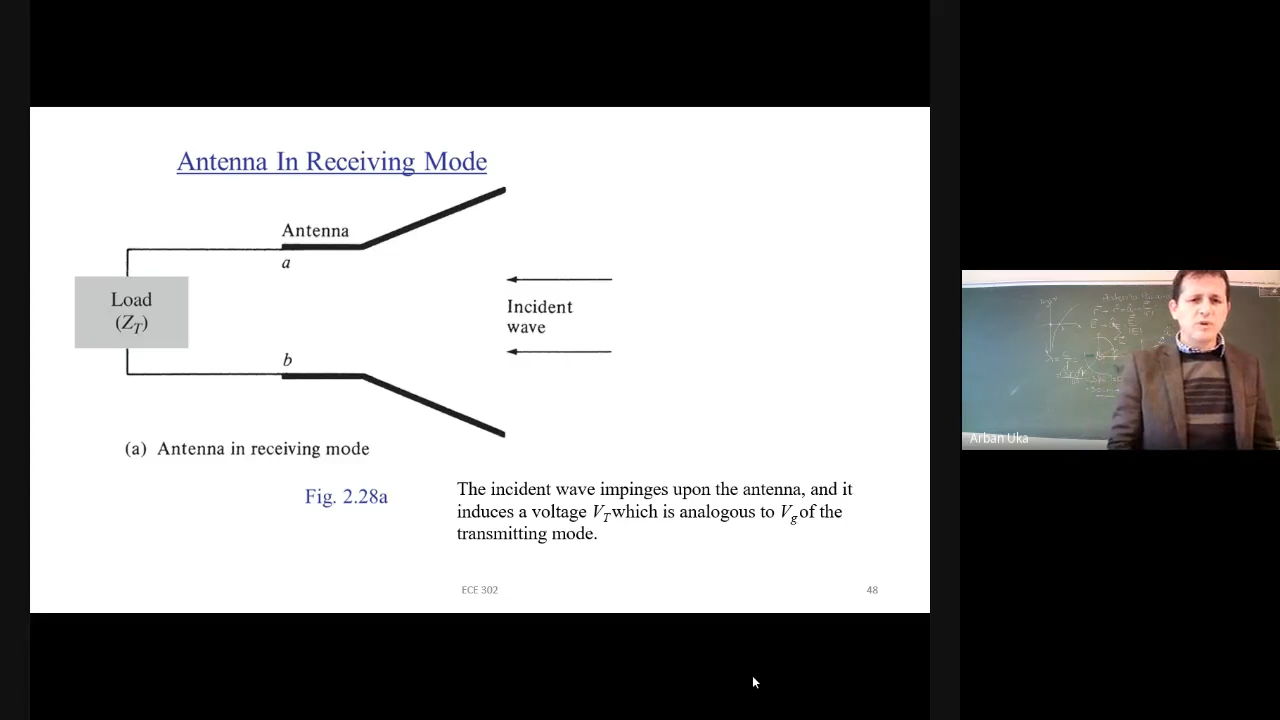 Antenna In Receiving Mode
Antenna
a
Load
(Z_T)
Incident
wave
b
(a) Antenna in receiving mode
Fig. 2.28a
The incident wave impinges upon the antenna, and it
induces a voltage V_T which is analogous to V_g of the
transmitting mode.
ECE 302
48
Arban Uka